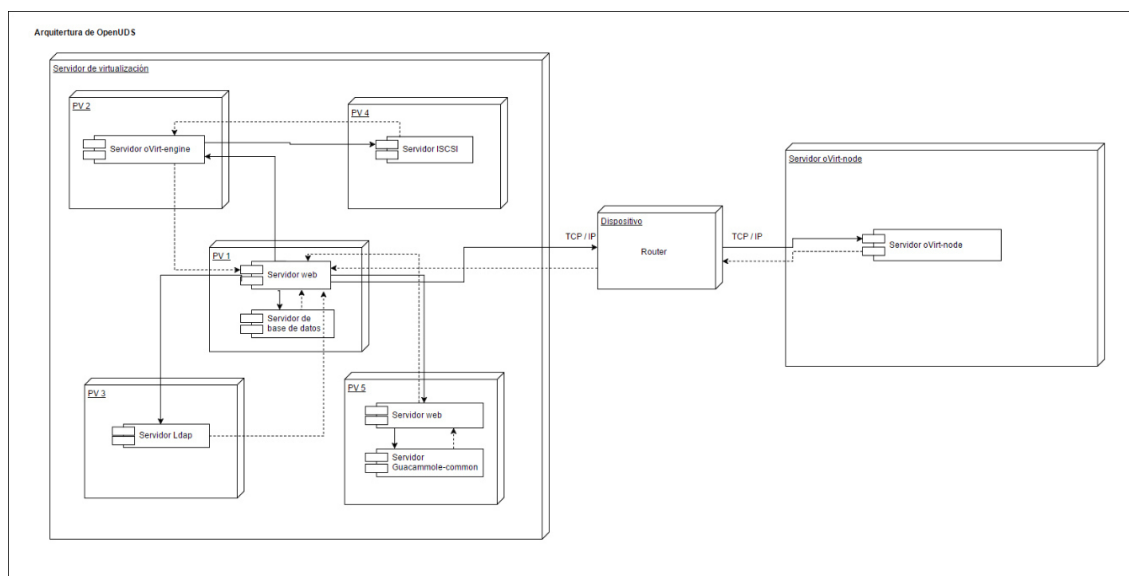 Arquitertura de OpenUDS
Servidor de virtualización
PV 2
Servidor oVirt-engine
PV 4
Servidor ISCSI
PV 1
Servidor web
Servidor de
base de datos
PV 3
Servidor Ldap
PV 5
Servidor web
Servidor
Guacammole-common
TCP / IP
Dispositivo
Router
TCP / IP
Servidor oVirt-node
Servidor oVirt-node